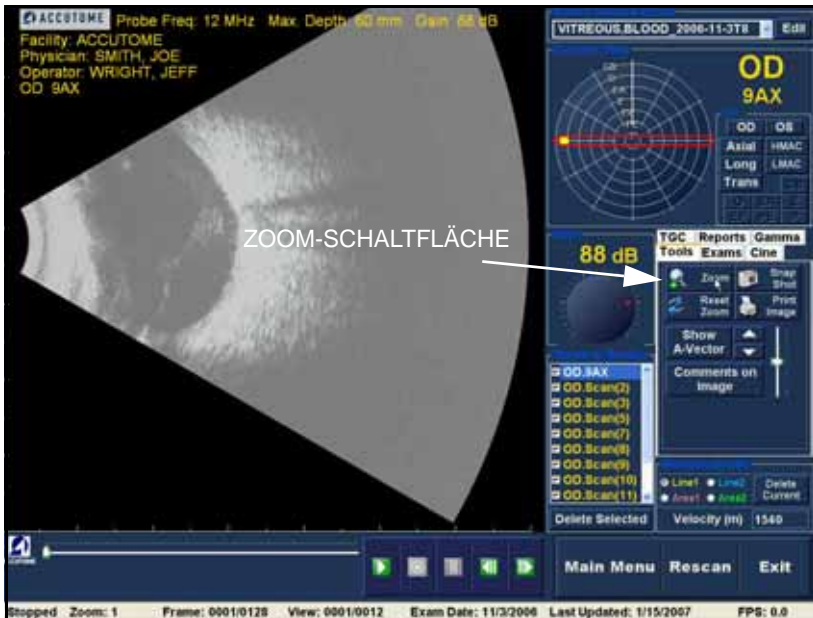 ACCUTOME Probe Freq: 12 MHz Max. Depth: 60 mm Gain: 88 dB
Facility: ACCUTOME
Physician: SMITH, JOE
Operator: WRIGHT, JEFF
OD 9AX
VITREOUS.BLOOD_2006-11-3T8 Edit
OD
9AX
OD OS
Axial HMAC
Long LMAC
Trans
ZOOM-SCHALTFLÄCHE
88 dB
TGC Reports Gamma
Tools Exams Cine
Zoom Snap Shot
Reset Zoom Print Image
Show A-Vector
Comments on Image
OD.9AX
OD.Scan(2)
OD.Scan(3)
OD.Scan(5)
OD.Scan(7)
OD.Scan(8)
OD.Scan(9)
OD.Scan(10)
OD.Scan(11)
Line1 Line2 Delete Current
Area1 Area2
Delete Selected Velocity (m) 1540
ACCUTOME
Main Menu Rescan Exit
Stopped Zoom: 1 Frame: 0001/0128 View: 0001/0012 Exam Date: 11/3/2006 Last Updated: 1/15/2007 FPS: 0.0